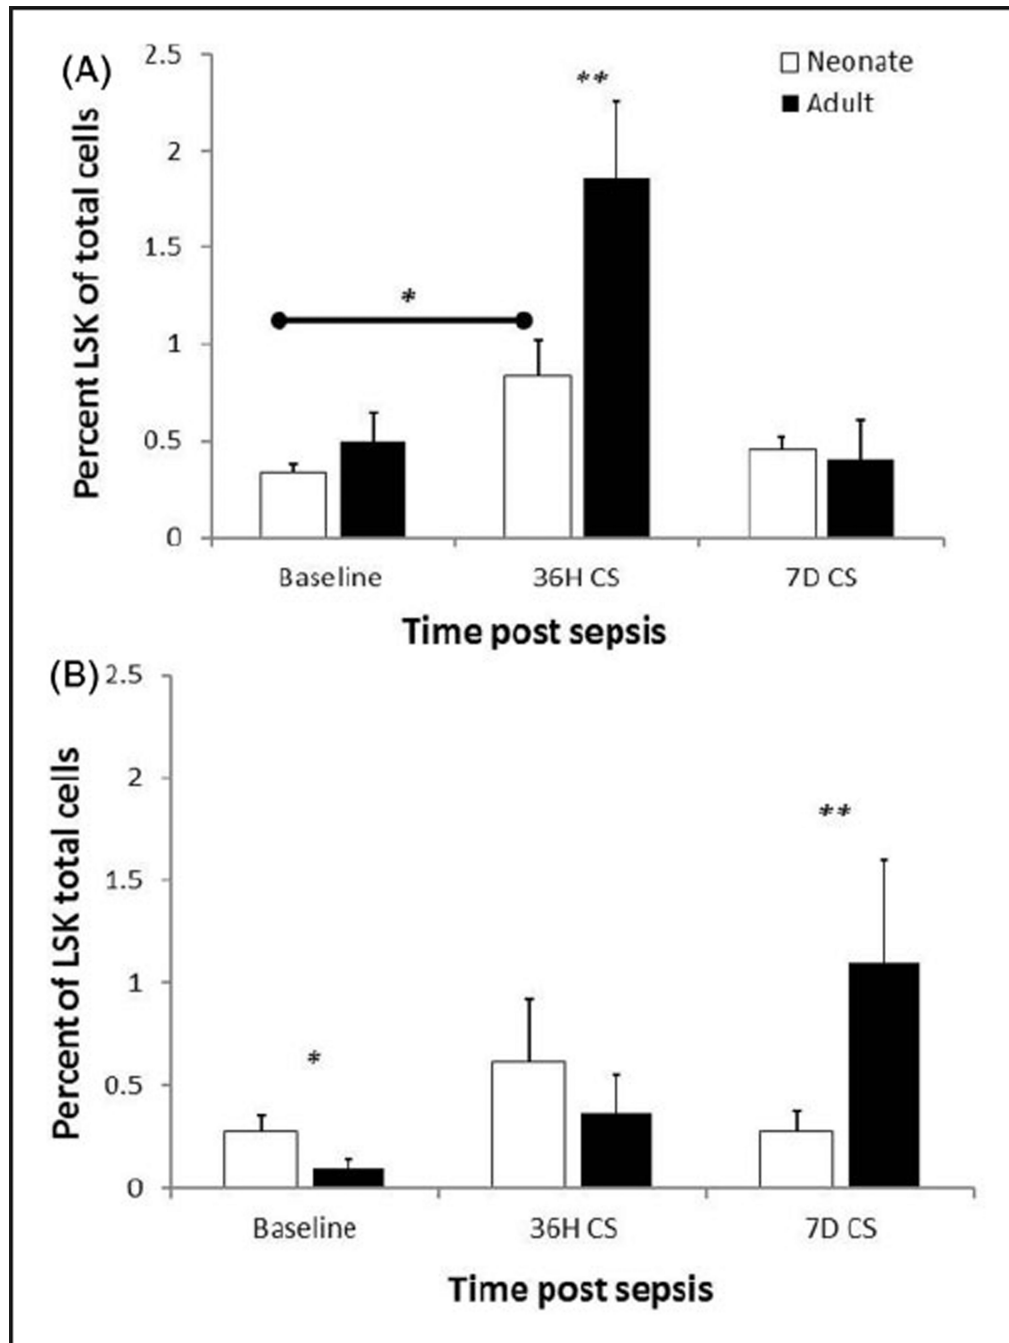 (A)
Percent LSK of total cells
2.5
2
1.5
1
0.5
0
**
*
Neonate
Adult
Baseline
36H CS
7D CS
Time post sepsis
(B)
Percent of LSK total cells
2.5
2
1.5
1
0.5
0
*
**
Baseline
36H CS
7D CS
Time post sepsis